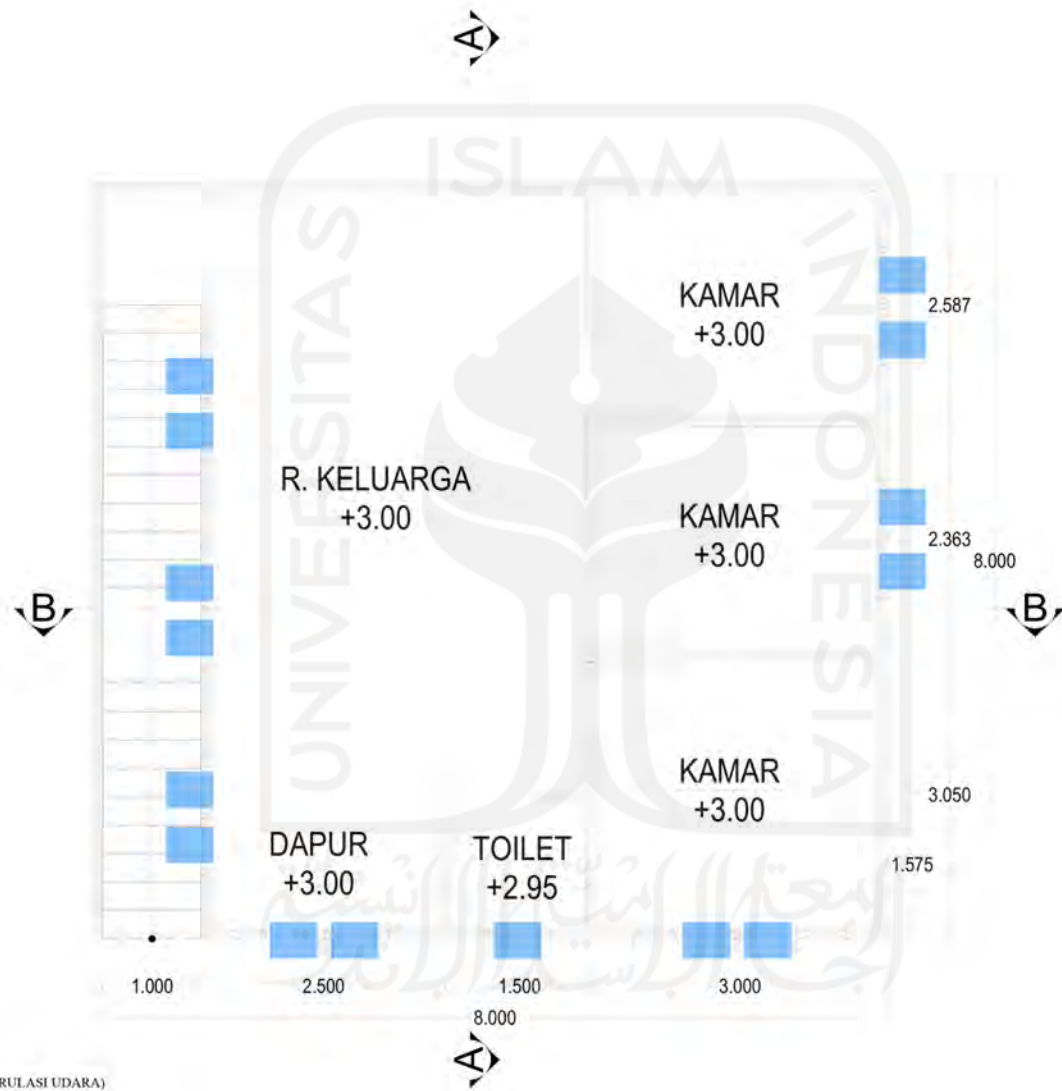 A
ISLAM
UNIVERSITAS
INDONESIA
KAMAR
+3.00
2.587
R. KELUARGA
+3.00
KAMAR
+3.00
2.363
8.000
B
B
KAMAR
+3.00
3.050
DAPUR
+3.00
TOILET
+2.95
1.575
1.000
2.500
1.500
3.000
8.000
A
RULASI UDARA)